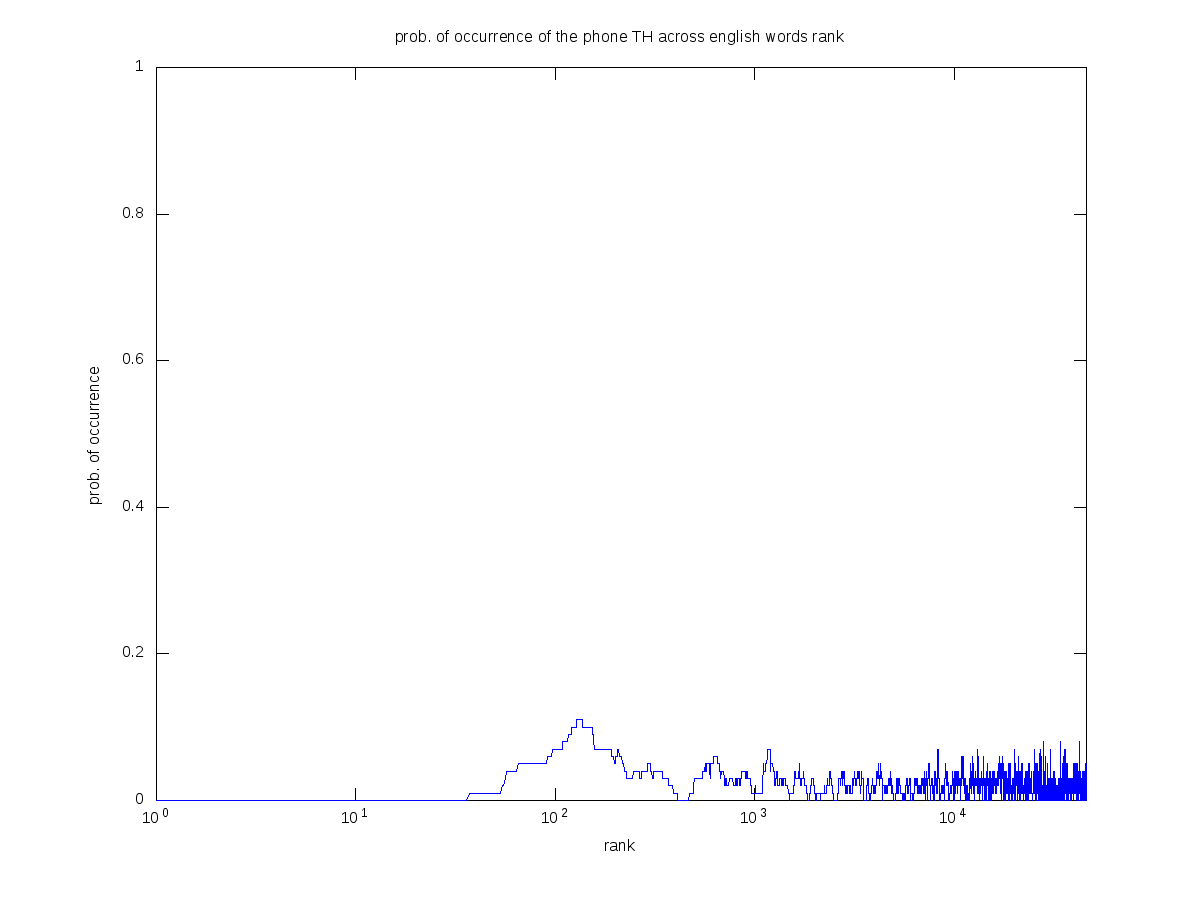 prob. of occurrence of the phone TH across english words rank
1
0.8
0.6
0.4
0.2
0
prob. of occurrence
10^0 10^1 10^2 10^3 10^4
rank